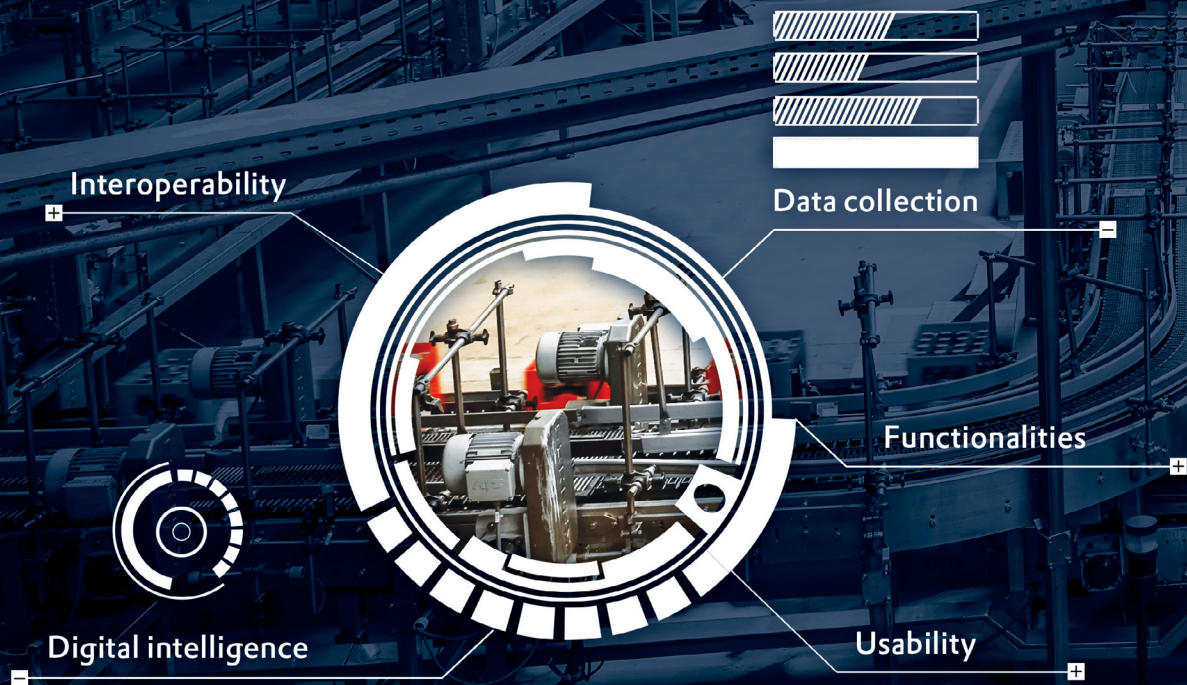 Interoperability
Data collection
Functionalities
Digital intelligence
Usability